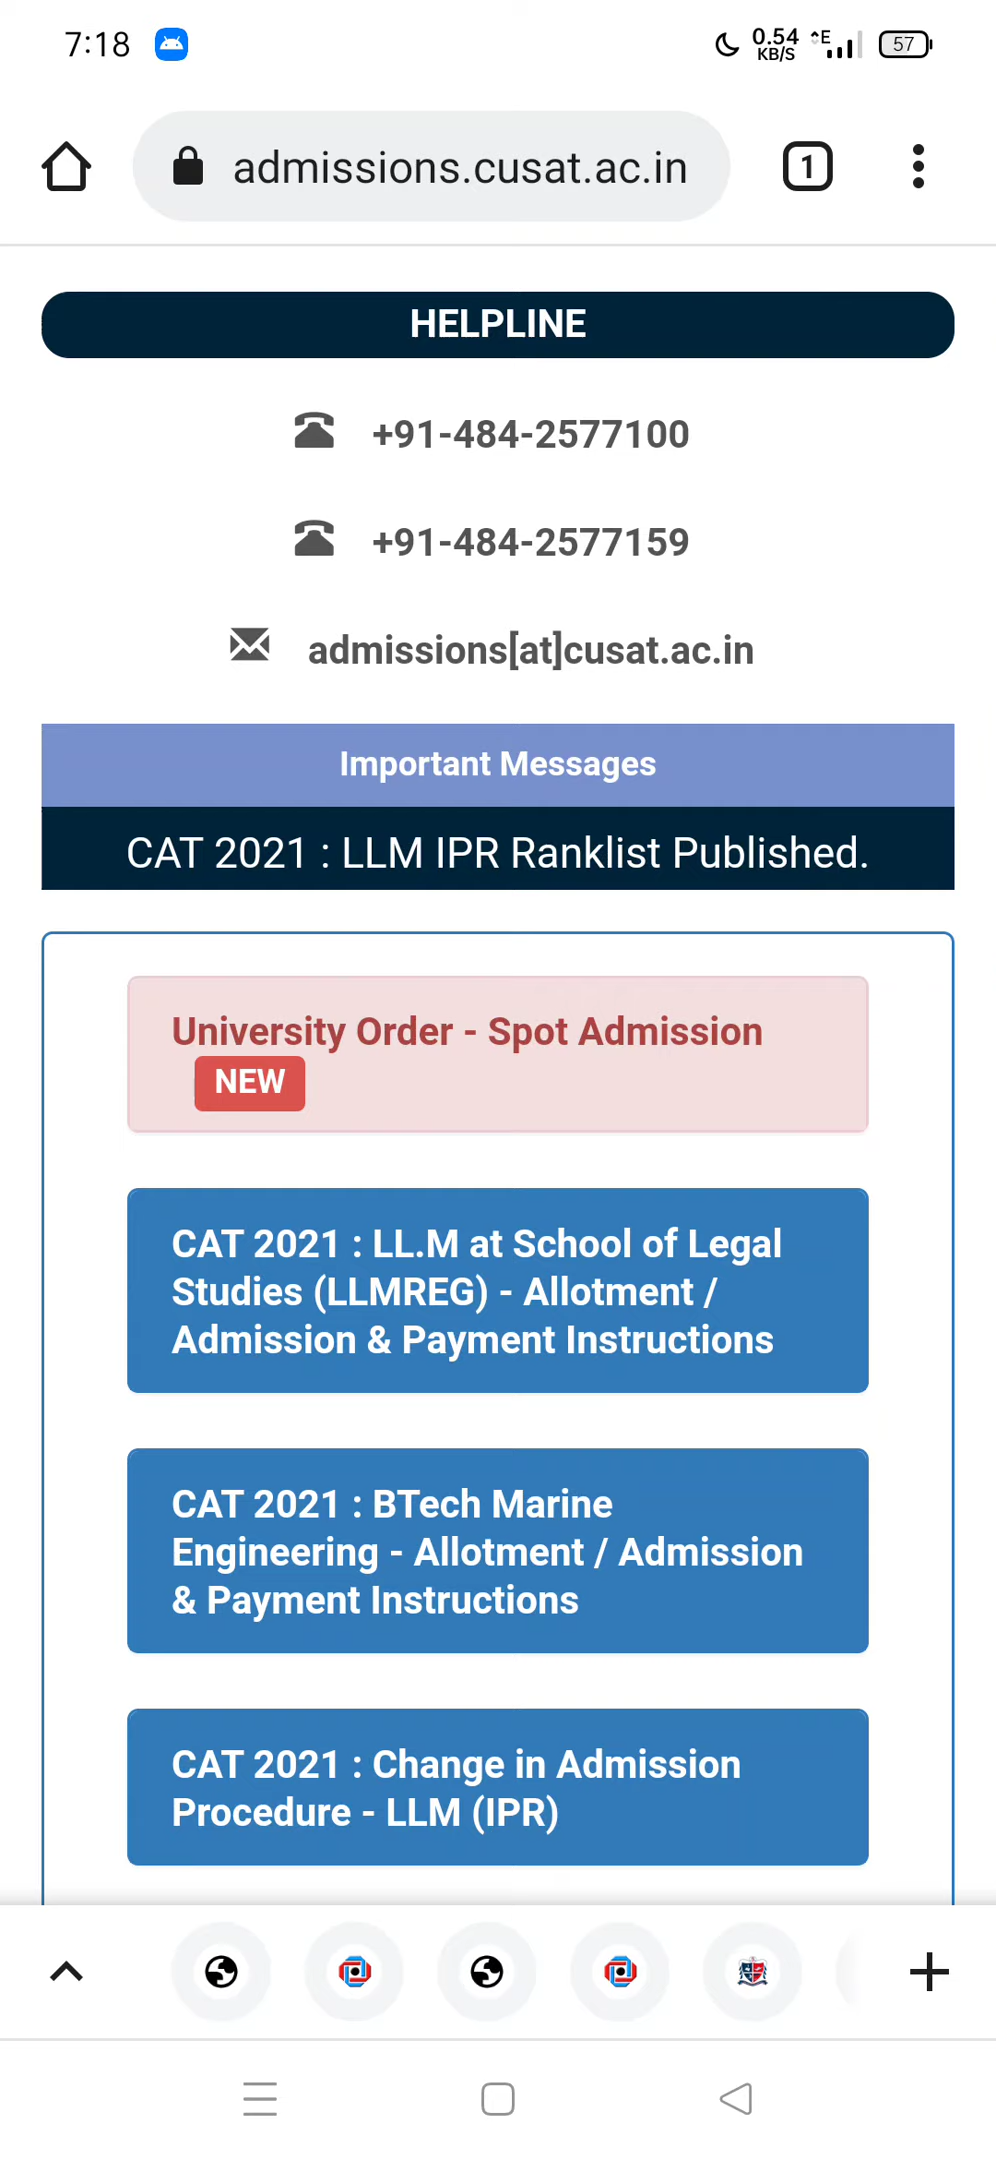 7:18
0.54
KB/S
E
57
admissions.cusat.ac.in
1
HELPLINE
+91-484-2577100
+91-484-2577159
admissions[at]cusat.ac.in
Important Messages
CAT 2021 : LLM IPR Ranklist Published.
University Order - Spot Admission
NEW
CAT 2021 : LL.M at School of Legal
Studies (LLMREG) - Allotment /
Admission & Payment Instructions
CAT 2021 : BTech Marine
Engineering - Allotment / Admission
& Payment Instructions
CAT 2021 : Change in Admission
Procedure - LLM (IPR)